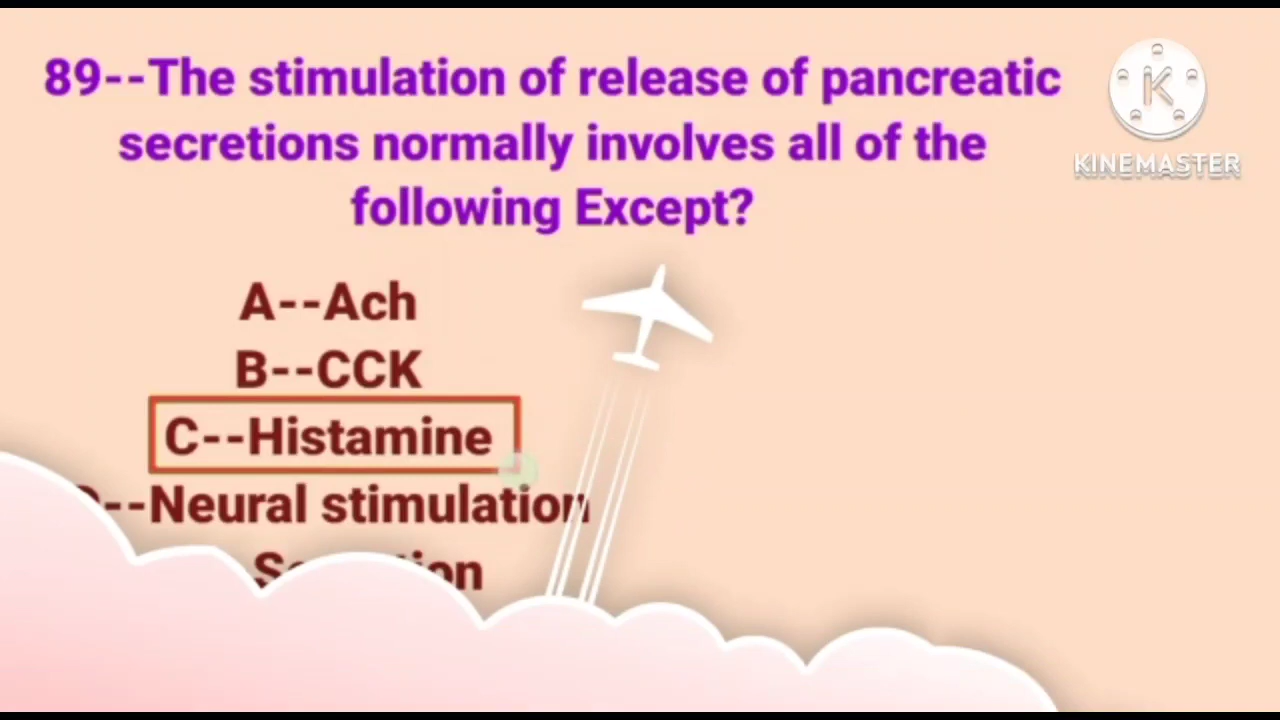 89--The stimulation of release of pancreatic
secretions normally involves all of the
following Except?
K
KINEMASTER
A--Ach
B--CCK
C--Histamine
--Neural stimulation